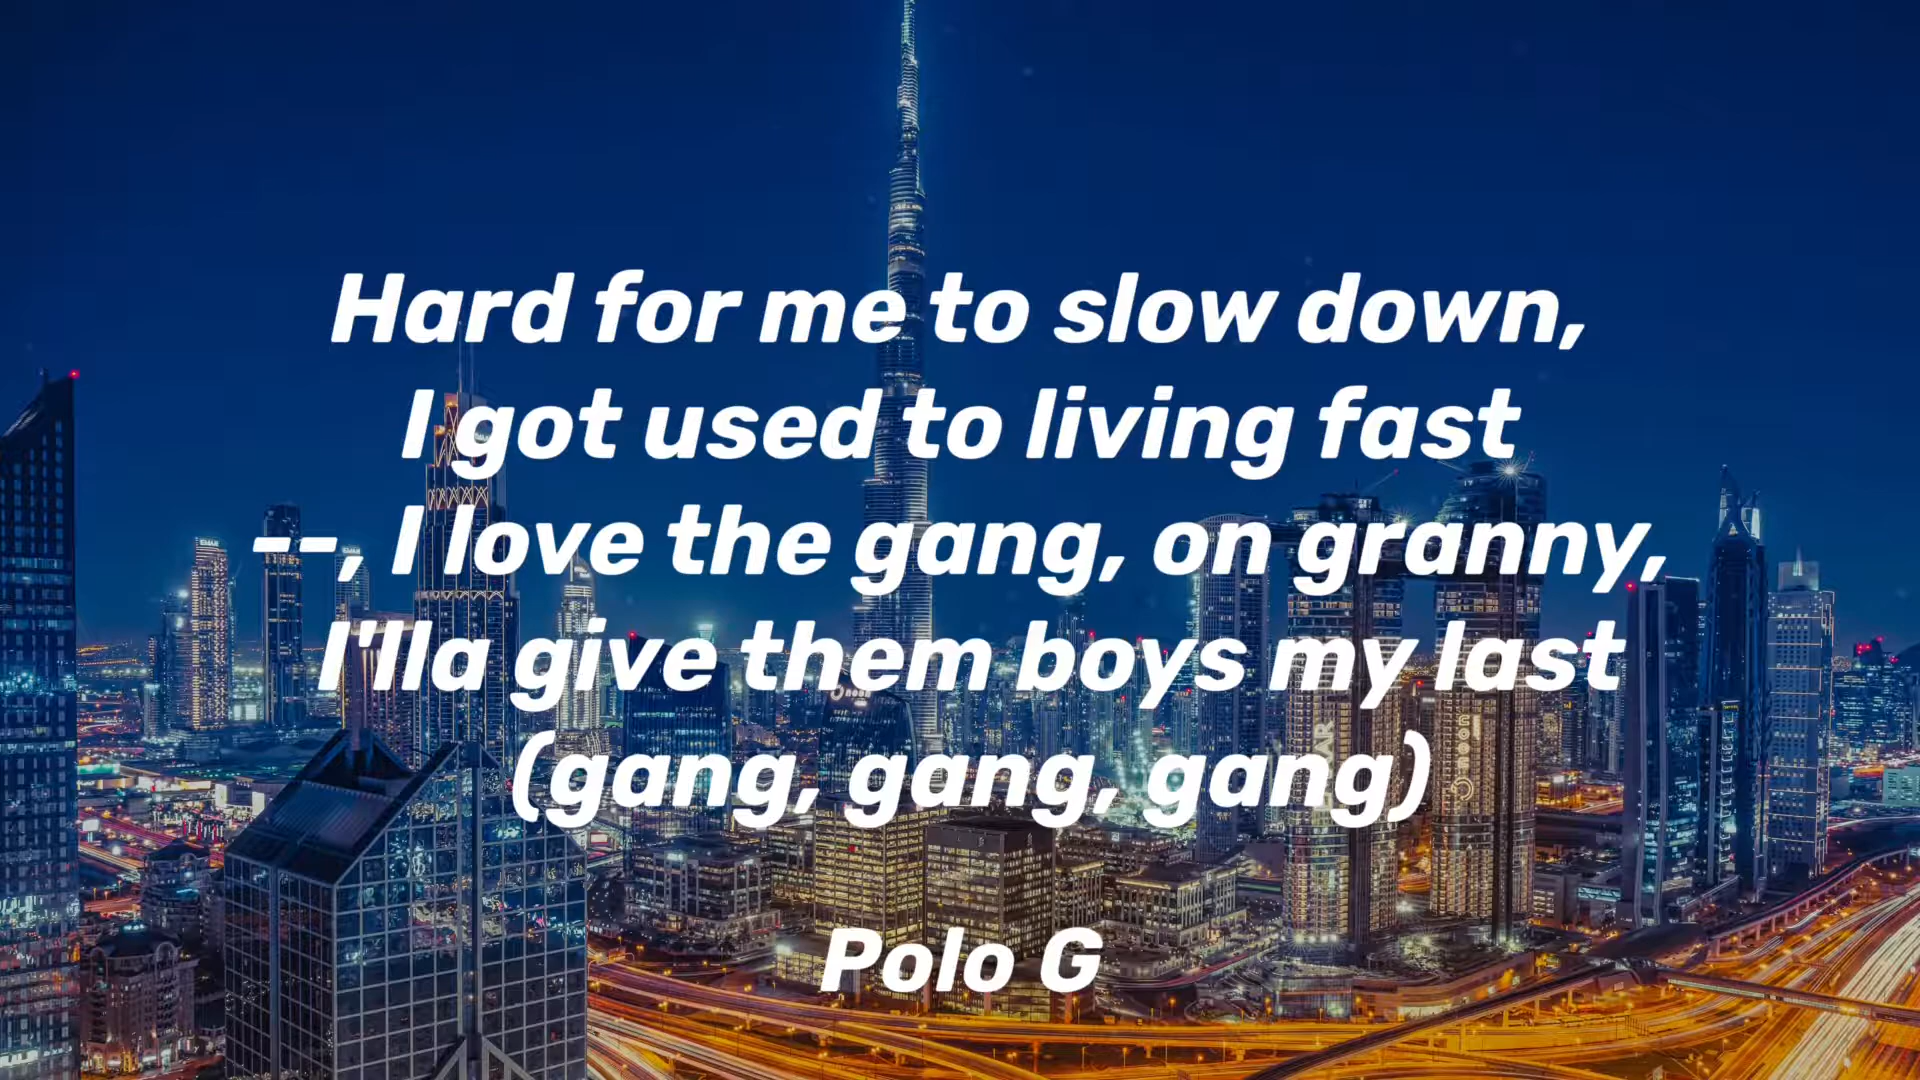 Hard for me to slow down,
I got used to living fast
--, I love the gang, on granny,
I'lla give them boys my last
(gang, gang, gang)
Polo G